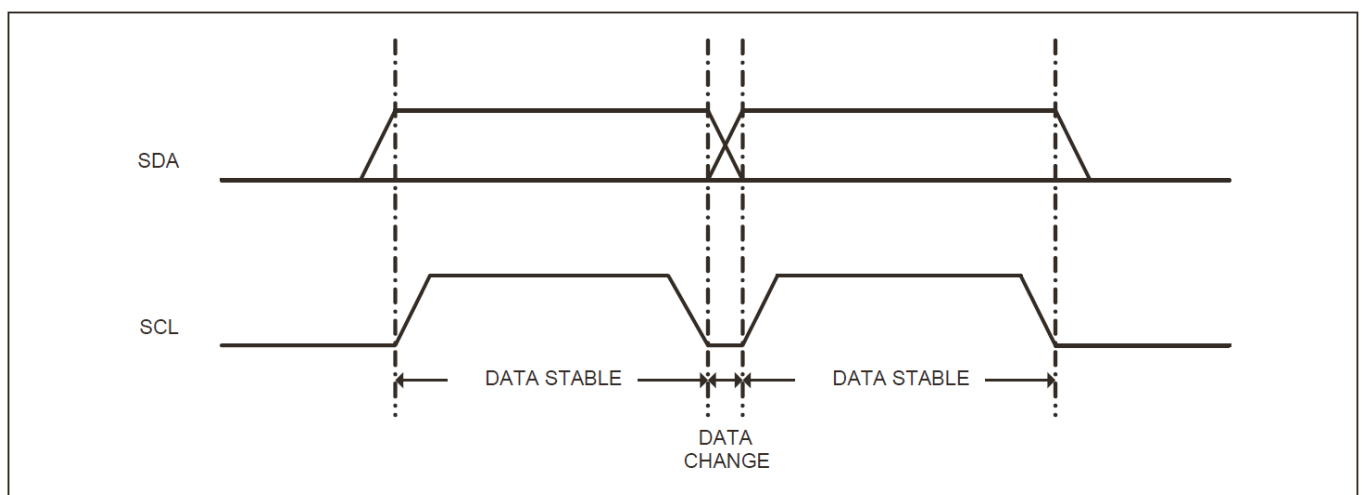 SDA
SCL
DATA STABLE
DATA STABLE
DATA
CHANGE